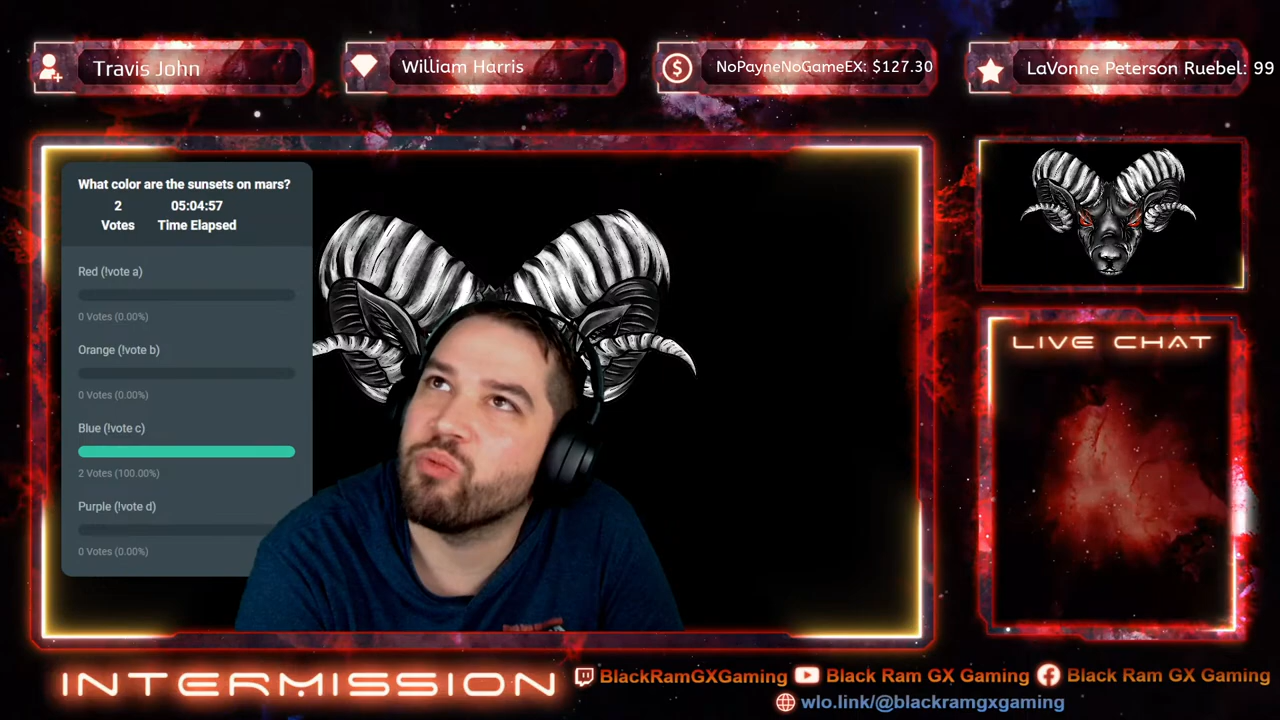 Travis John
William Harris
NoPayneNoGameEX: $127.30
LaVonne Peterson Ruebel: 99
What color are the sunsets on mars?
2 05:04:57
Votes Time Elapsed
Red (!vote a)
0 Votes (0.00%)
Orange (!vote b)
0 Votes (0.00%)
Blue (!vote c)
2 Votes (100.00%)
Purple (!vote d)
0 Votes (0.00%)
LIVE CHAT
INTERMISSION
BlackRamGXGaming
Black Ram GX Gaming
Black Ram GX Gaming
wlo.link/@blackramgxgaming